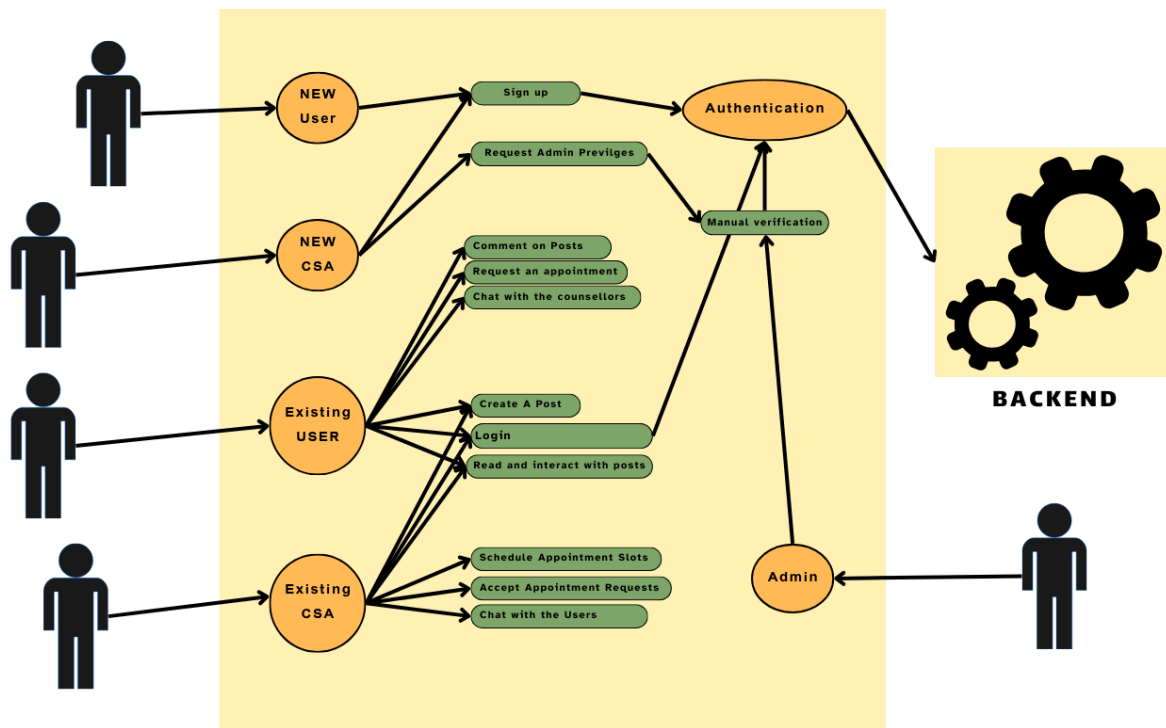 NEW
User
Sign up
Authentication
Request Admin Previlges
NEW
CSA
Manual verification
Comment on Posts
Request an appointment
Chat with the counsellors
BACKEND
Existing
USER
Create A Post
Login
Read and interact with posts
Schedule Appointment Slots
Existing
CSA
Accept Appointment Requests
Chat with the Users
Admin